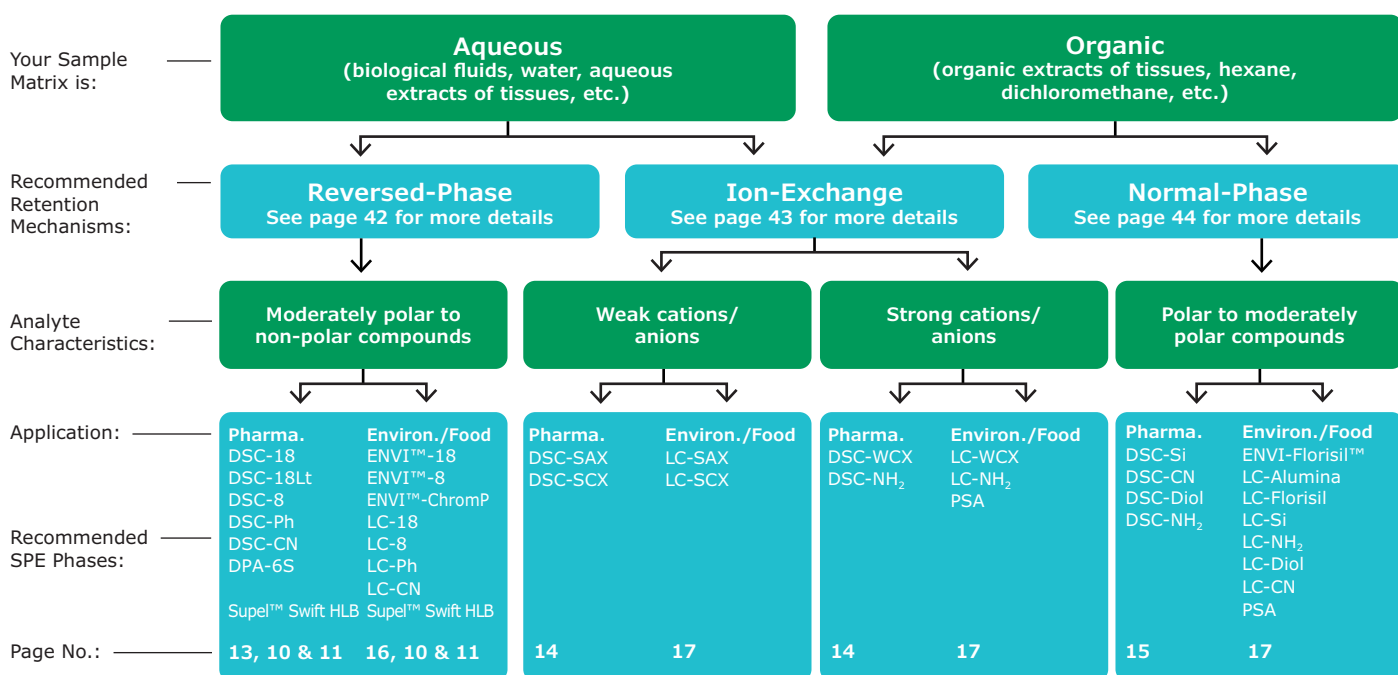 Your Sample
Matrix is:
Aqueous
(biological fluids, water, aqueous
extracts of tissues, etc.)
Organic
(organic extracts of tissues, hexane,
dichloromethane, etc.)
Recommended
Retention
Mechanisms:
Reversed-Phase
See page 42 for more details
Ion-Exchange
See page 43 for more details
Normal-Phase
See page 44 for more details
Analyte
Characteristics:
Moderately polar to
non-polar compounds
Weak cations/
anions
Strong cations/
anions
Polar to moderately
polar compounds
Application:
Recommended
SPE Phases:
Page No.:
Pharma.
DSC-18
DSC-18Lt
DSC-8
DSC-Ph
DSC-CN
DPA-6S
Supel™ Swift HLB
13, 10 & 11
Environ./Food
ENVI™-18
ENVI™-8
ENVI™-ChromP
LC-18
LC-8
LC-Ph
LC-CN
Supel™ Swift HLB
16, 10 & 11
Pharma.
DSC-SAX
DSC-SCX
14
Environ./Food
LC-SAX
LC-SCX
17
Pharma.
DSC-WCX
DSC-NH₂
14
Environ./Food
LC-WCX
LC-NH₂
PSA
17
Pharma.
DSC-Si
DSC-CN
DSC-Diol
DSC-NH₂
15
Environ./Food
ENVI-Florisil™
LC-Alumina
LC-Florisil
LC-Si
LC-NH₂
LC-Diol
LC-CN
PSA
17